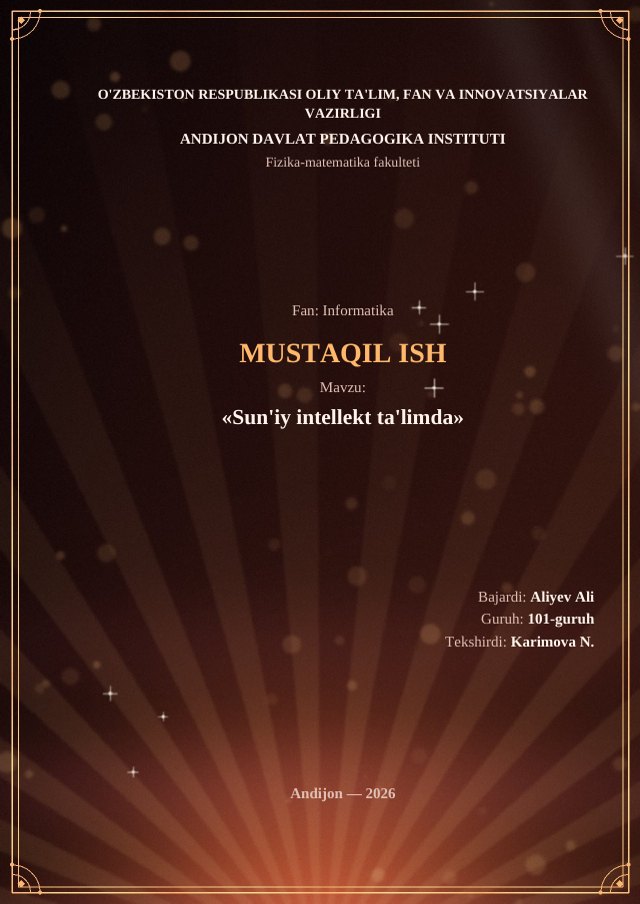 O'ZBEKISTON RESPUBLIKASI OLIY TA'LIM, FAN VA INNOVATSIYALAR
VAZIRLIGI
ANDIJON DAVLAT PEDAGOGIKA INSTITUTI
Fizika-matematika fakulteti
Fan: Informatika
MUSTAQIL ISH
Mavzu:
«Sun'iy intellekt ta'limda»
Bajardi: Aliyev Ali
Guruh: 101-guruh
Tekshirdi: Karimova N.
Andijon — 2026